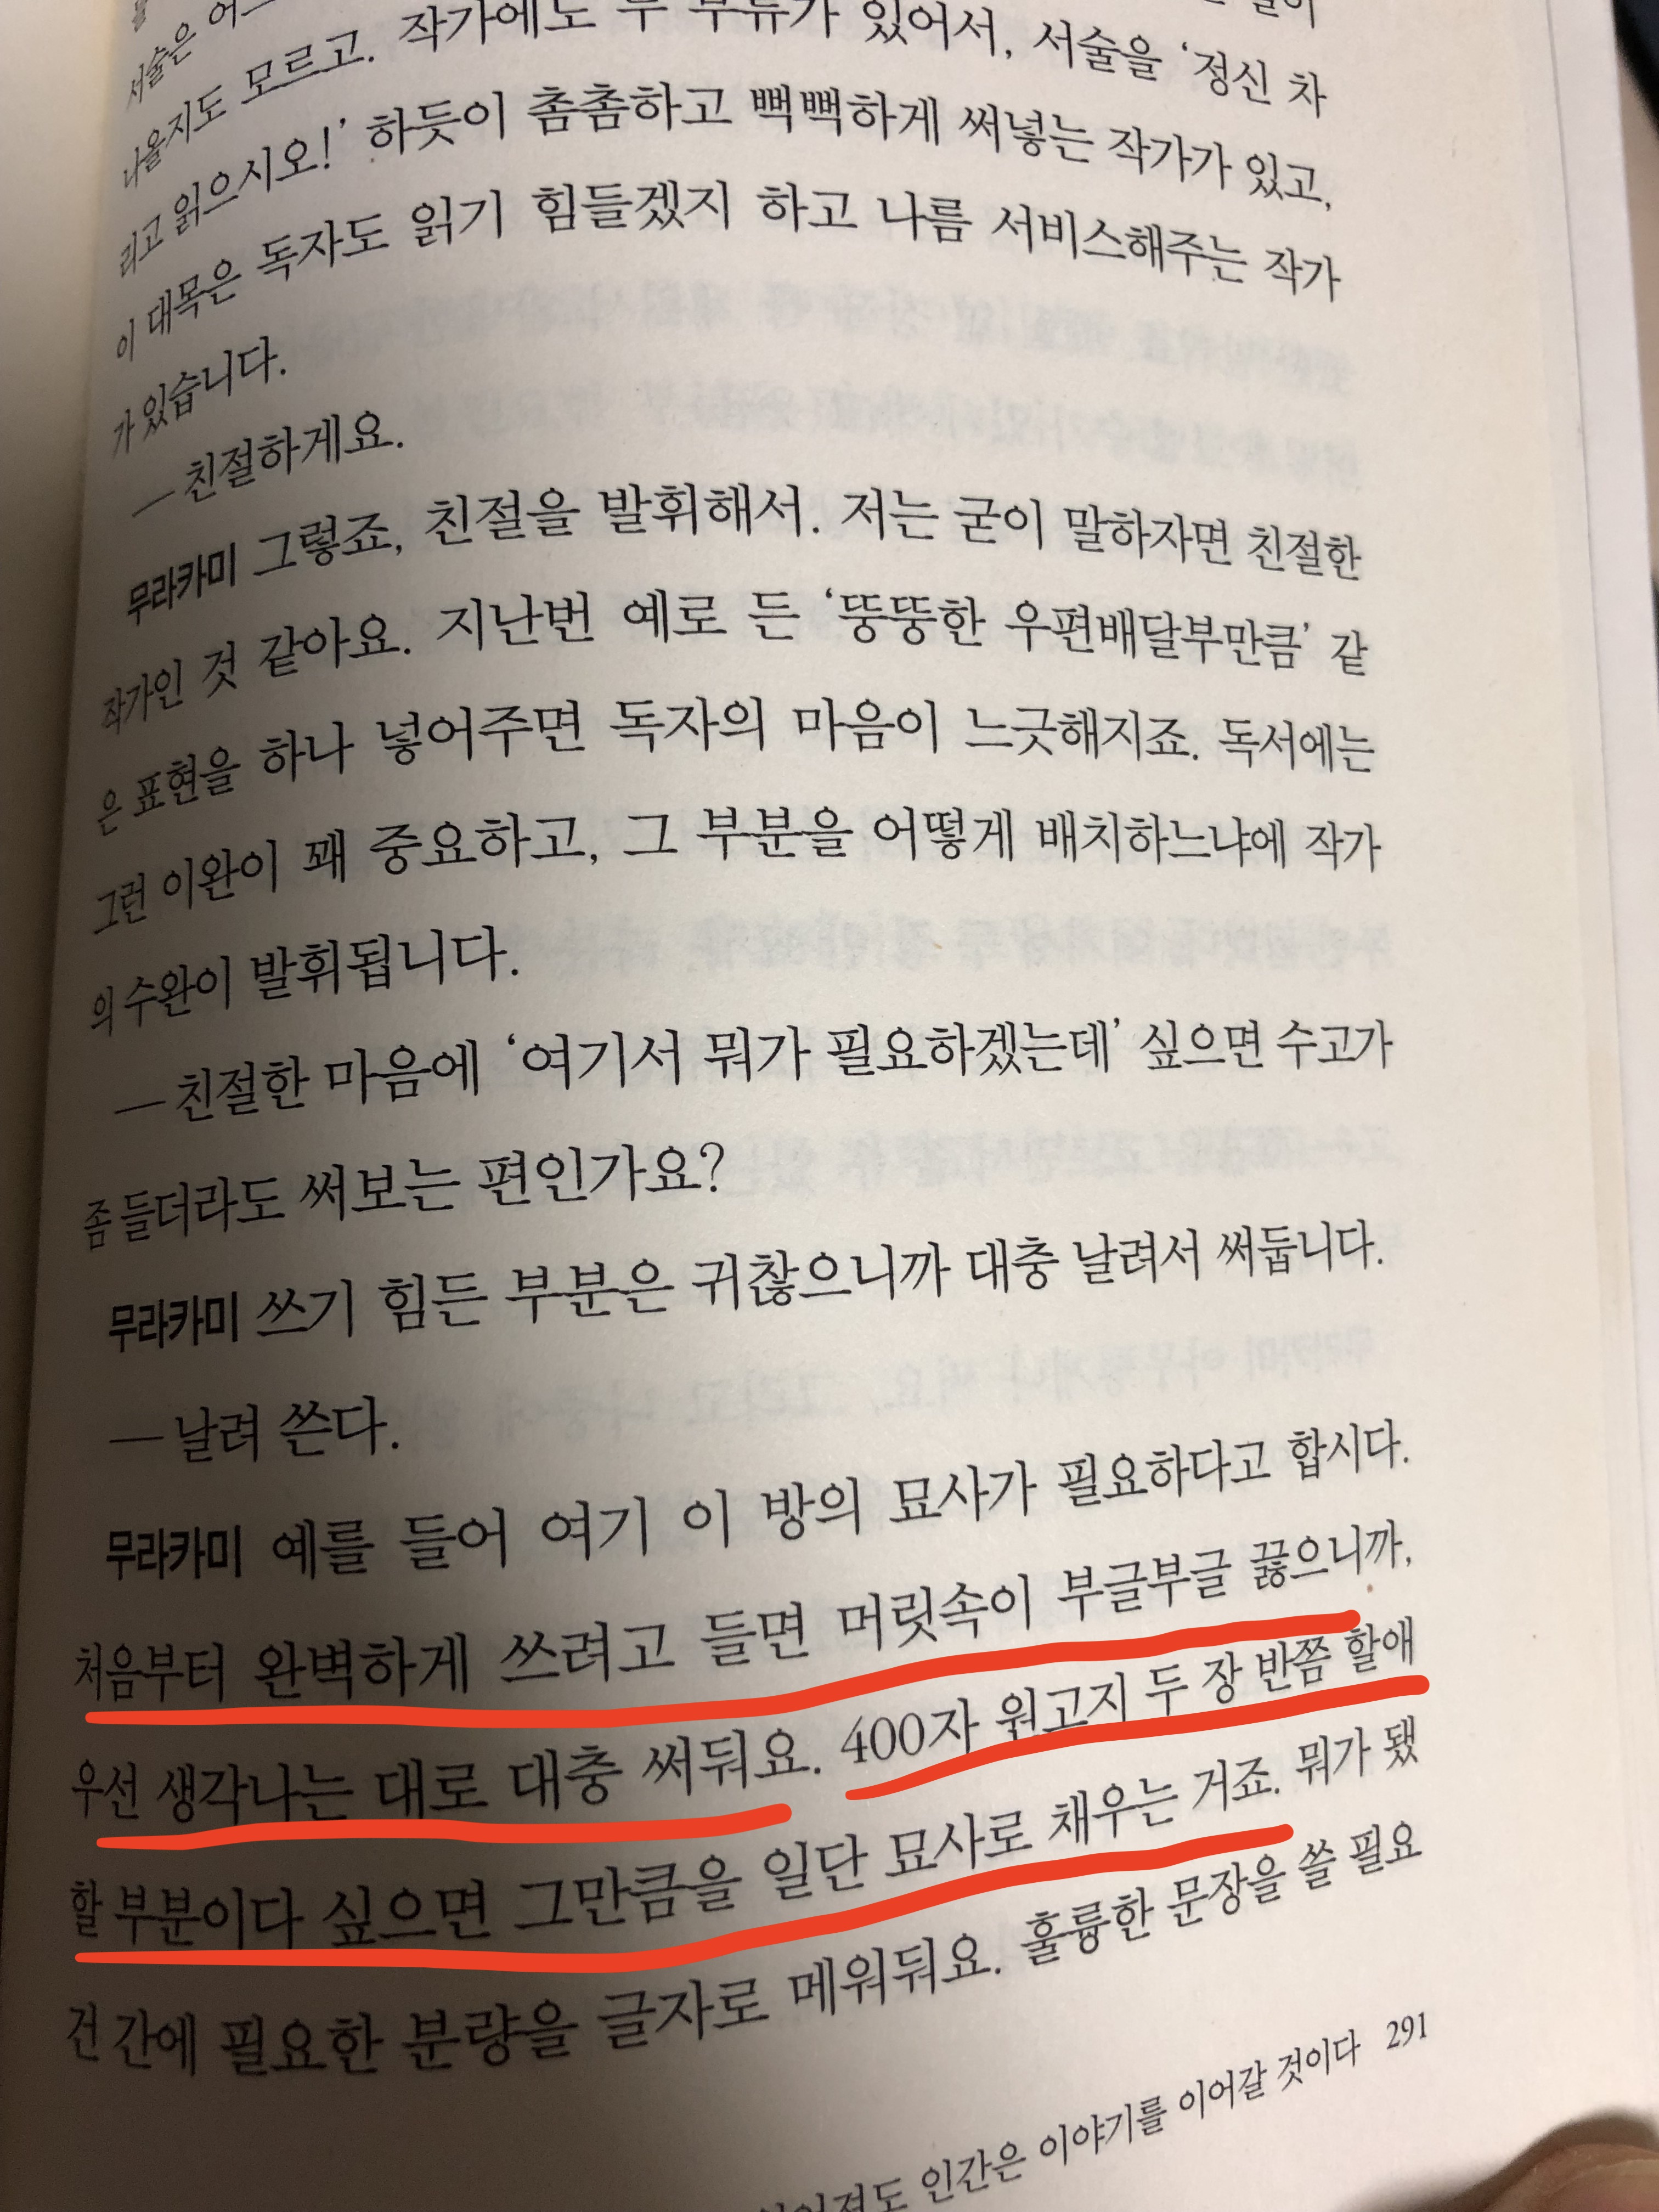 서술은
나올지도 모르고. 작가에도 두 부류가 있어서, 서술을 ‘정신 차
리고 읽으시오!’ 하듯이 촘촘하고 빽빽하게 써넣는 작가가 있고,
이 대목은 독자도 읽기 힘들겠지 하고 나름 서비스해주는 작가
가 있습니다.
—친절하게요.
무라카미 그렇죠, 친절을 발휘해서. 저는 굳이 말하자면 친절한
작가인 것 같아요. 지난번 예로 든 ‘뚱뚱한 우편배달부만큼’ 같
은 표현을 하나 넣어주면 독자의 마음이 느긋해지죠. 독서에는
그런 이완이 꽤 중요하고, 그 부분을 어떻게 배치하느냐에 작가
의 수완이 발휘됩니다.
—친절한 마음에 ‘여기서 뭐가 필요하겠는데’ 싶으면 수고가
좀 들더라도 써보는 편인가요?
무라카미 쓰기 힘든 부분은 귀찮으니까 대충 날려서 써둡니다.
—날려 쓴다.
무라카미 예를 들어 여기 이 방의 묘사가 필요하다고 합시다.
처음부터 완벽하게 쓰려고 들면 머릿속이 부글부글 끓으니까,
우선 생각나는 대로 대충 써둬요. 400자 원고지 두 장 반쯤 할애
할 부분이다 싶으면 그만큼을 일단 묘사로 채우는 거죠. 뭐가 됐
건 간에 필요한 분량을 글자로 메워둬요. 훌륭한 문장을 쓸 필요
인간은 이야기를 이어갈 것이다 291